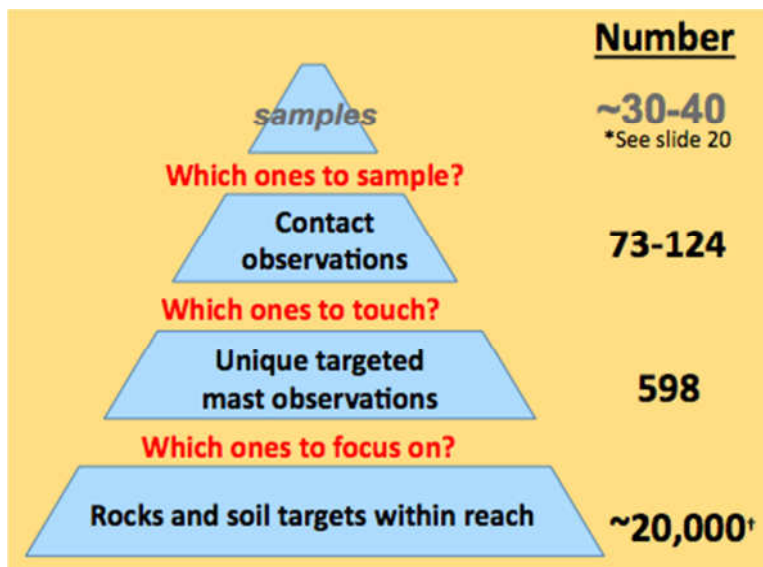 Number
samples
~30-40
*See slide 20
Which ones to sample?
Contact
observations
73-124
Which ones to touch?
Unique targeted
mast observations
598
Which ones to focus on?
Rocks and soil targets within reach
~20,000†